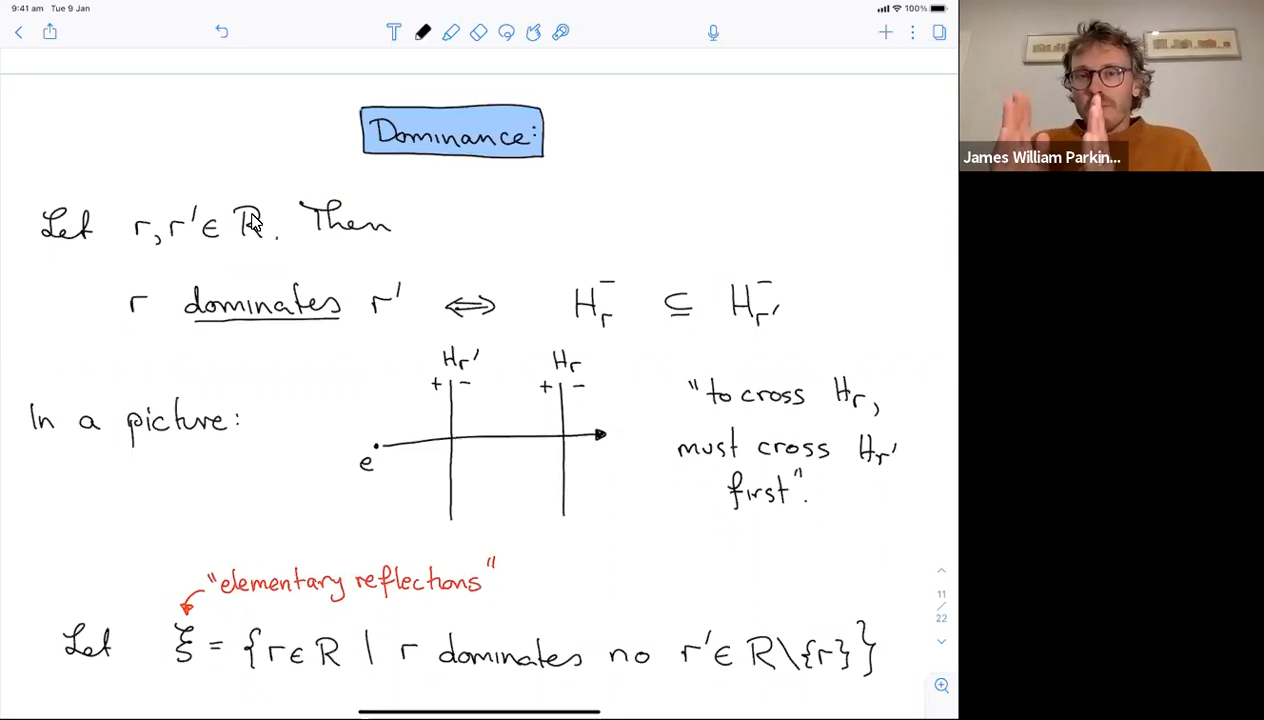 9:41 am Tue 9 Jan
100%
T
Dominance:
Let r, r' ∈ R. Then
r dominates r' ⟺ H_r^- ⊆ H_r'^-
In a picture:
H_r' H_r
+ - + -
e
"to cross H_r,
must cross H_r'
first".
"elementary reflections"
Let ξ = {r ∈ R | r dominates no r' ∈ R\{r}}
11
/
22
James William Parkin...